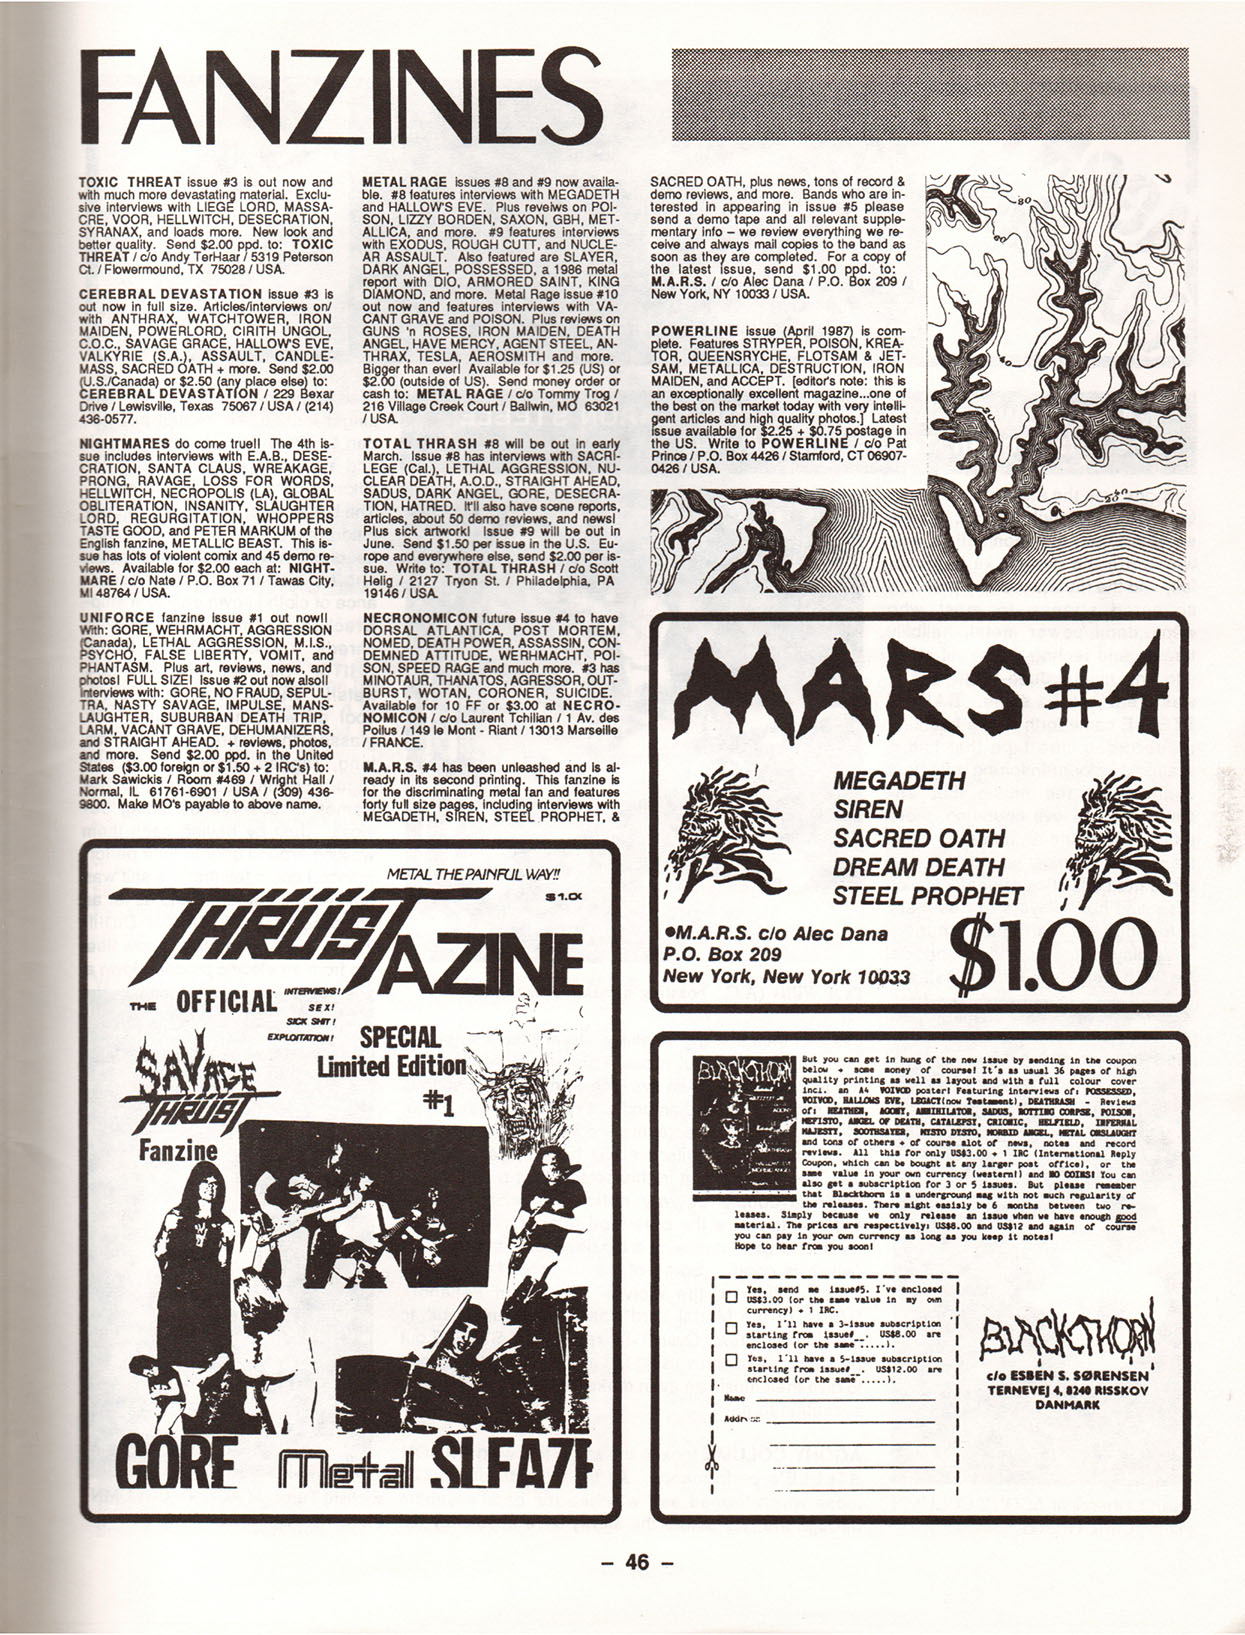 FANZINES
TOXIC THREAT issue #3 is out now and
with much more devastating material. Exclu-
sive interviews with LIEGE LORD, MASSA-
CRE, VOOR, HELLWITCH, DESECRATION,
SYRANAX, and loads more. New look and
better quality. Send $2.00 ppd. to: TOXIC
THREAT / c/o Andy TerHaar / 5319 Peterson
Ct. / Flowermound, TX 75028 / USA.
CEREBRAL DEVASTATION issue #3 is
out now in full size. Articles/interviews on/
with ANTHRAX, WATCHTOWER, IRON
MAIDEN, POWERLORD, CIRITH UNGOL,
C.O.C., SAVAGE GRACE, HALLOW'S EVE,
VALKYRIE (S.A.), ASSAULT, CANDLE-
MASS, SACRED OATH + more. Send $2.00
(U.S./Canada) or $2.50 (any place else) to:
CEREBRAL DEVASTATION / 229 Bexar
Drive / Lewisville, Texas 75067 / USA / (214)
436-0577.
NIGHTMARES do come true!! The 4th is-
sue includes interviews with E.A.B., DESE-
CRATION, SANTA CLAUS, WREAKAGE,
PRONG, RAVAGE, LOSS FOR WORDS,
HELLWITCH, NECROPOLIS (LA), GLOBAL
OBLITERATION, INSANITY, SLAUGHTER
LORD, REGURGITATION, WHOPPERS
TASTE GOOD, and PETER MARKUM of the
English fanzine, METALLIC BEAST. This is-
sue has lots of violent comix and 45 demo re-
views. Available for $2.00 each at: NIGHT-
MARE / c/o Nate / P.O. Box 71 / Tawas City,
MI 48764 / USA.
UNIFORCE fanzine issue #1 out now!!
With: GORE, WEHRMACHT, AGGRESSION
(Canada), LETHAL AGGRESSION, M.I.S.,
PSYCHO, FALSE LIBERTY, VOMIT, and
PHANTASM. Plus art, reviews, news, and
photos! FULL SIZE! Issue #2 out now also!!
Interviews with: GORE, NO FRAUD, SEPUL-
TRA, NASTY SAVAGE, IMPULSE, MANS-
LAUGHTER, SUBURBAN DEATH TRIP,
LARM, VACANT GRAVE, DEHUMANIZERS,
and STRAIGHT AHEAD. + reviews, photos,
and more. Send $2.00 ppd. in the United
States ($3.00 foreign or $1.50 + 2 IRC's) to:
Mark Sawickis / Room #469 / Wright Hall /
Normal, IL 61761-6901 / USA / (309) 436-
9800. Make MO's payable to above name.
METAL RAGE issues #8 and #9 now availa-
ble. #8 features interviews with MEGADETH
and HALLOW'S EVE. Plus reveiws on POI-
SON, LIZZY BORDEN, SAXON, GBH, MET-
ALLICA, and more. #9 features interviews
with EXODUS, ROUGH CUTT, and NUCLE-
AR ASSAULT. Also featured are SLAYER,
DARK ANGEL, POSSESSED, a 1986 metal
report with DIO, ARMORED SAINT, KING
DIAMOND, and more. Metal Rage issue #10
out now and features interviews with VA-
CANT GRAVE and POISON. Plus reviews on
GUNS 'n ROSES, IRON MAIDEN, DEATH
ANGEL, HAVE MERCY, AGENT STEEL, AN-
THRAX, TESLA, AEROSMITH and more.
Bigger than ever! Available for $1.25 (US) or
$2.00 (outside of US). Send money order or
cash to: METAL RAGE / c/o Tommy Trog /
216 Village Creek Court / Ballwin, MO 63021
/ USA.
TOTAL THRASH #8 will be out in early
March. Issue #8 has interviews with SACRI-
LEGE (Cal.), LETHAL AGGRESSION, NU-
CLEAR DEATH, A.O.D., STRAIGHT AHEAD,
SADUS, DARK ANGEL, GORE, DESECRA-
TION, HATRED. It'll also have scene reports,
articles, about 50 demo reviews, and news!
Plus sick artwork! Issue #9 will be out in
June. Send $1.50 per issue in the U.S. Eu-
rope and everywhere else, send $2.00 per is-
sue. Write to: TOTAL THRASH / c/o Scott
Helig / 2127 Tryon St. / Philadelphia, PA
19146 / USA.
NECRONOMICON future issue #4 to have
DORSAL ATLANTICA, POST MORTEM,
NOMED, DEATH POWER, ASSASSIN, CON-
DEMNED ATTITUDE, WERHMACHT, POI-
SON, SPEED RAGE and much more. #3 has
MINOTAUR, THANATOS, AGRESSOR, OUT-
BURST, WOTAN, CORONER, SUICIDE.
Available for 10 FF or $3.00 at NECRO-
NOMICON / c/o Laurent Tchilian / 1 Av. des
Pollus / 149 le Mont - Riant / 13013 Marseille
/ FRANCE.
M.A.R.S. #4 has been unleashed and is al-
ready in its second printing. This fanzine is
for the discriminating metal fan and features
forty full size pages, including interviews with
MEGADETH, SIREN, STEEL PROPHET, &
SACRED OATH, plus news, tons of record &
demo reviews, and more. Bands who are in-
terested in appearing in issue #5 please
send a demo tape and all relevant supple-
mentary info – we review everything we re-
ceive and always mail copies to the band as
soon as they are completed. For a copy of
the latest issue, send $1.00 ppd. to:
M.A.R.S. / c/o Alec Dana / P.O. Box 209 /
New York, NY 10033 / USA.
POWERLINE issue (April 1987) is com-
plete. Features STRYPER, POISON, KREA-
TOR, QUEENSRYCHE, FLOTSAM & JET-
SAM, METALLICA, DESTRUCTION, IRON
MAIDEN, and ACCEPT. [editor's note: this is
an exceptionally excellent magazine...one of
the best on the market today with very intelli-
gent articles and high quality photos.] Latest
issue available for $2.25 + $0.75 postage in
the US. Write to POWERLINE / c/o Pat
Prince / P.O. Box 4426 / Stamford, CT 06907-
0426 / USA.
MARS #4
MEGADETH
SIREN
SACRED OATH
DREAM DEATH
STEEL PROPHET
•M.A.R.S. c/o Alec Dana
P.O. Box 209
New York, New York 10033
$1.00
METAL THE PAINFUL WAY!!
THRUSTAZINE
THE OFFICIAL
INTERVIEWS!
SEX!
SICK SHIT!
EXPLOITATION!
SAVAGE
THRUST
Fanzine
SPECIAL
Limited Edition
#1
GORE Metal
BLACKTHORN
But you can get in hung of the new issue by sending in the coupon
below + some money of course! It's as usual 36 pages of high
quality printing as well as layout and with a full colour cover
incl. an A4 VOIVOD poster! Featuring interviews of: POSSESSED,
VOIVOD, HALLOWS EVE, LEGACY(now Testament), DEATHRASH - Reviews
of: HEATHEN, AGONY, ANNIHILATOR, SADUS, ROTTING CORPSE, POISON,
MEFISTO, ANGEL OF DEATH, CATALEPSY, CRIONIC, HELFIELD, INFERNAL
MAJESTY, SOOTHSAYER, MYSTO DYSTO, MORBID ANGEL, METAL ONSLAUGHT
and tons of others + of course alot of news, notes and record
reviews. All this for only US$3.00 + 1 IRC (International Reply
Coupon, which can be bought at any larger post office), or the
same value in your own currency (western!) and NO COINS! You can
also get a subscription for 3 or 5 issues. But please remember
that Blackthorn is a underground mag with not much regularity of
the releases. There might easisly be 6 months between two re-
leases. Simply because we only release an issue when we have enough good
material. The prices are respectively: US$8.00 and US$12 and again of course
you can pay in your own currency as long as you keep it notes!
Hope to hear from you soon!
Yes, send me issue#5. I've enclosed
US$3.00 (or the same value in my own
currency) + 1 IRC.
Yes, I'll have a 3-issue subscription
starting from issue#__. US$8.00 are
enclosed (or the same .....).
Yes, I'll have a 5-issue subscription
starting from issue#__. US$12.00 are
enclosed (or the same .....).
Name
Address
BLACKTHORN
c/o ESBEN S. SØRENSEN
TERNEVEJ 4, 8240 RISSKOV
DANMARK
– 46 –